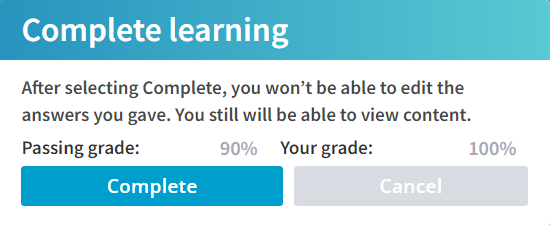 Complete learning
After selecting Complete, you won't be able to edit the
answers you gave. You still will be able to view content.
Passing grade: 90% Your grade: 100%
Complete Cancel